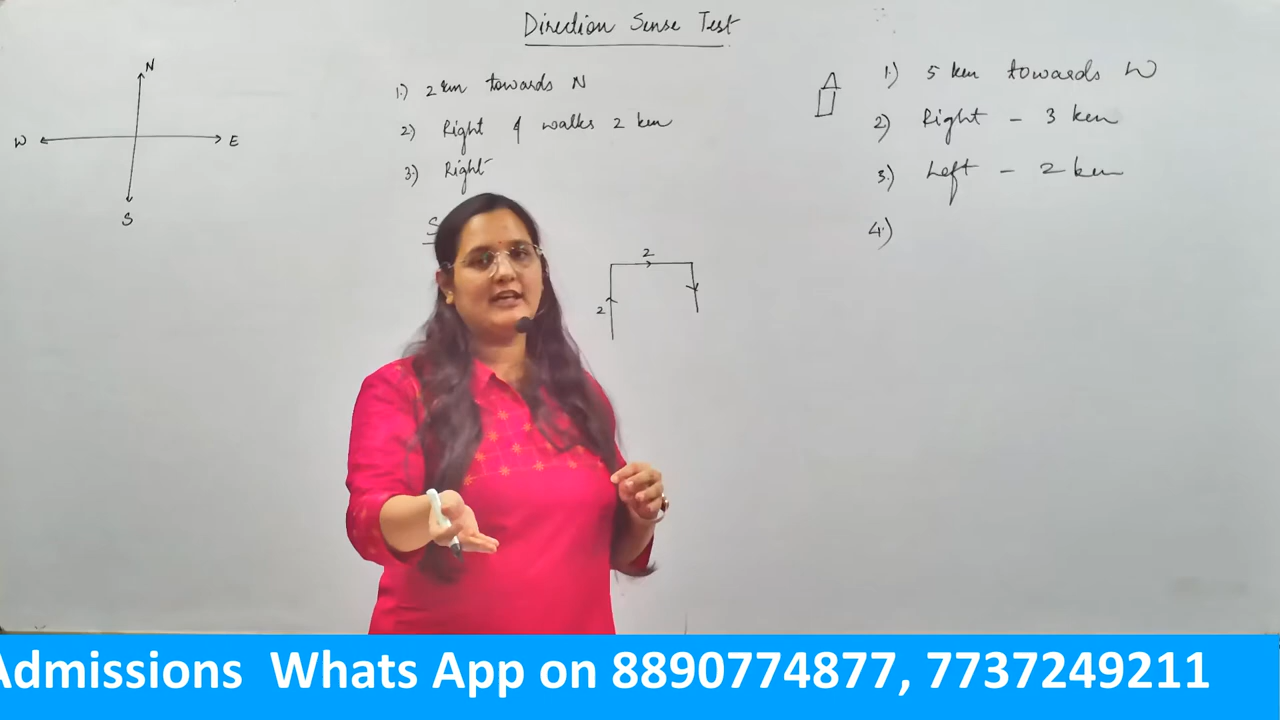 Direction Sense Test
N
W
E
S
1.) 2 km towards N
2) Right & walks 2 km
3.) Right
S
2
2
1.) 5 km towards W
2) Right - 3 km
3.) Left - 2 km
4.)
Admissions Whats App on 8890774877, 7737249211